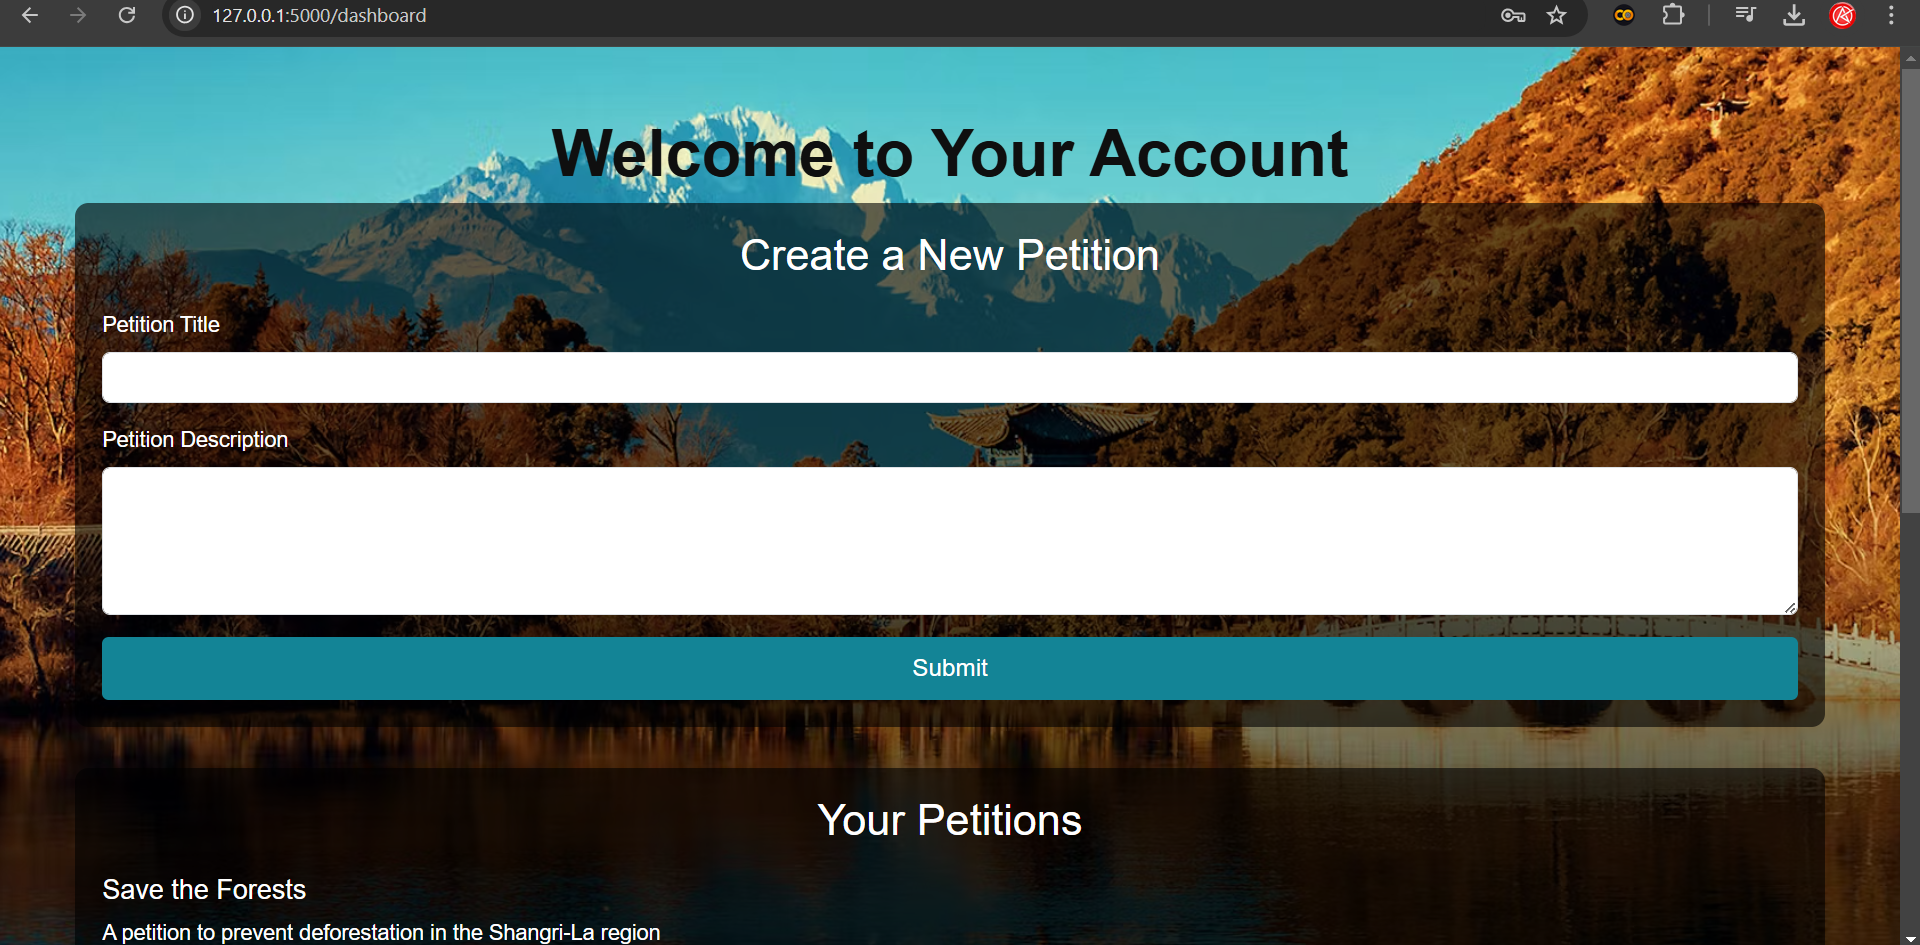 127.0.0.1:5000/dashboard
Welcome to Your Account
Create a New Petition
Petition Title
Petition Description
Submit
Your Petitions
Save the Forests
A petition to prevent deforestation in the Shangri-La region